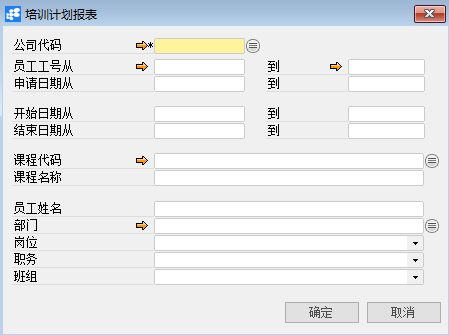 培训计划报表
公司代码 *
员工工号从 到
申请日期从 到
开始日期从 到
结束日期从 到
课程代码
课程名称
员工姓名
部门
岗位
职务
班组
确定 取消